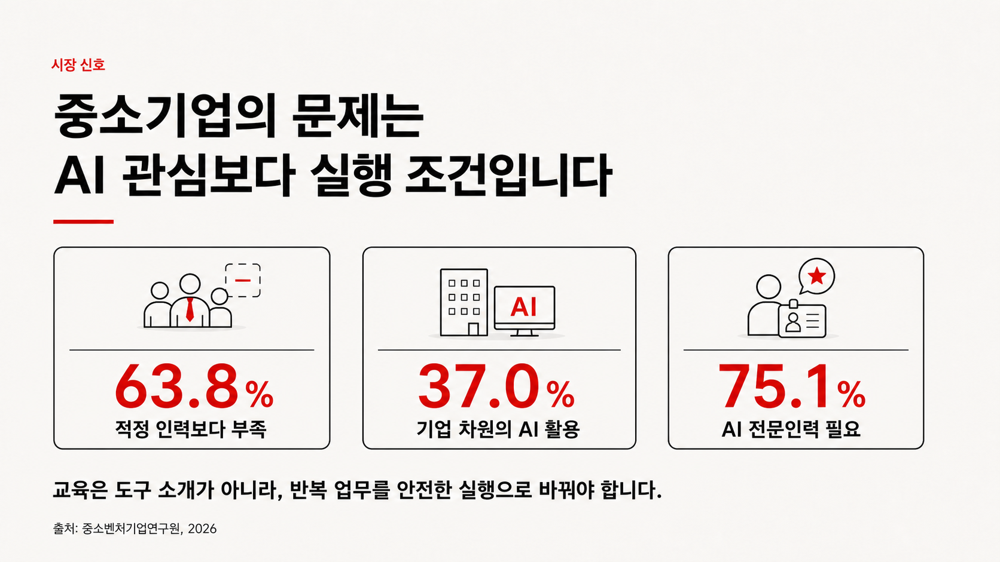 시장 신호
중소기업의 문제는
AI 관심보다 실행 조건입니다
AI
63.8%
적정 인력보다 부족
37.0%
기업 차원의 AI 활용
75.1%
AI 전문인력 필요
교육은 도구 소개가 아니라, 반복 업무를 안전한 실행으로 바꿔야 합니다.
출처: 중소벤처기업연구원, 2026